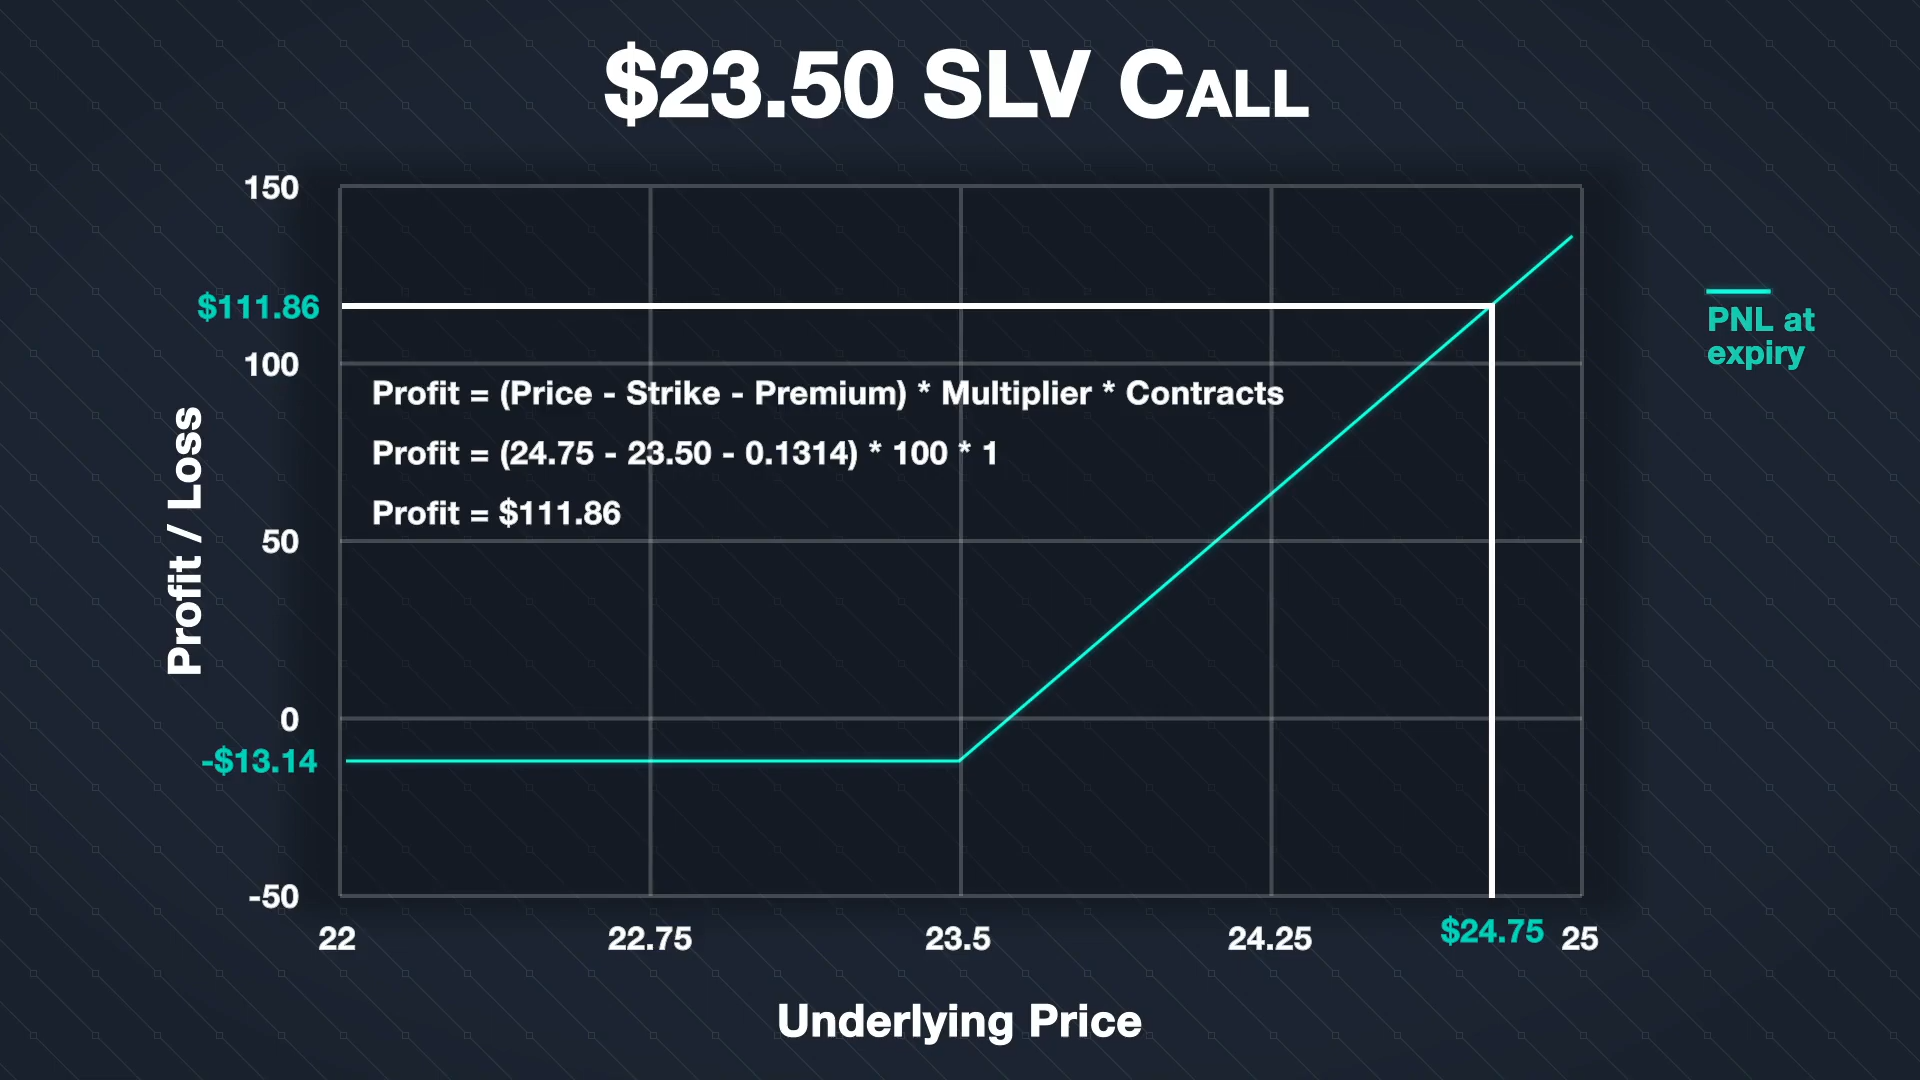 $23.50 SLV CALL
150
$111.86
100
50
0
-$13.14
-50
Profit / Loss
Profit = (Price - Strike - Premium) * Multiplier * Contracts
Profit = (24.75 - 23.50 - 0.1314) * 100 * 1
Profit = $111.86
PNL at
expiry
22
22.75
23.5
24.25
$24.75
25
Underlying Price